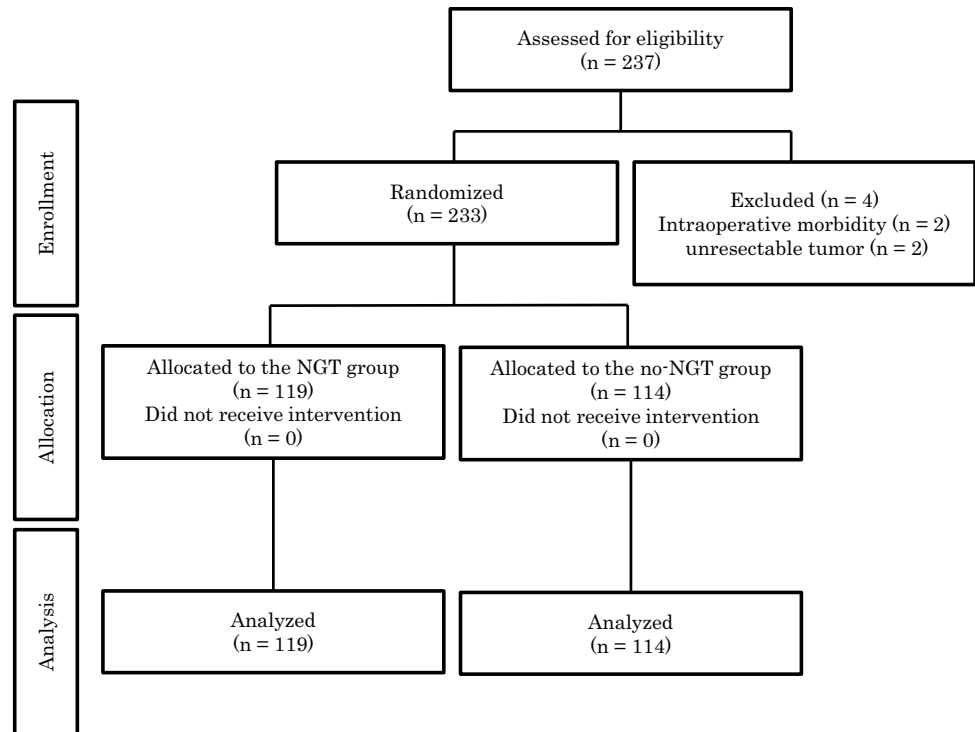 Assessed for eligibility
(n = 237)
Enrollment
Randomized
(n = 233)
Excluded (n = 4)
Intraoperative morbidity (n = 2)
unresectable tumor (n = 2)
Allocation
Allocated to the NGT group
(n = 119)
Did not receive intervention
(n = 0)
Allocated to the no-NGT group
(n = 114)
Did not receive intervention
(n = 0)
Analysis
Analyzed
(n = 119)
Analyzed
(n = 114)